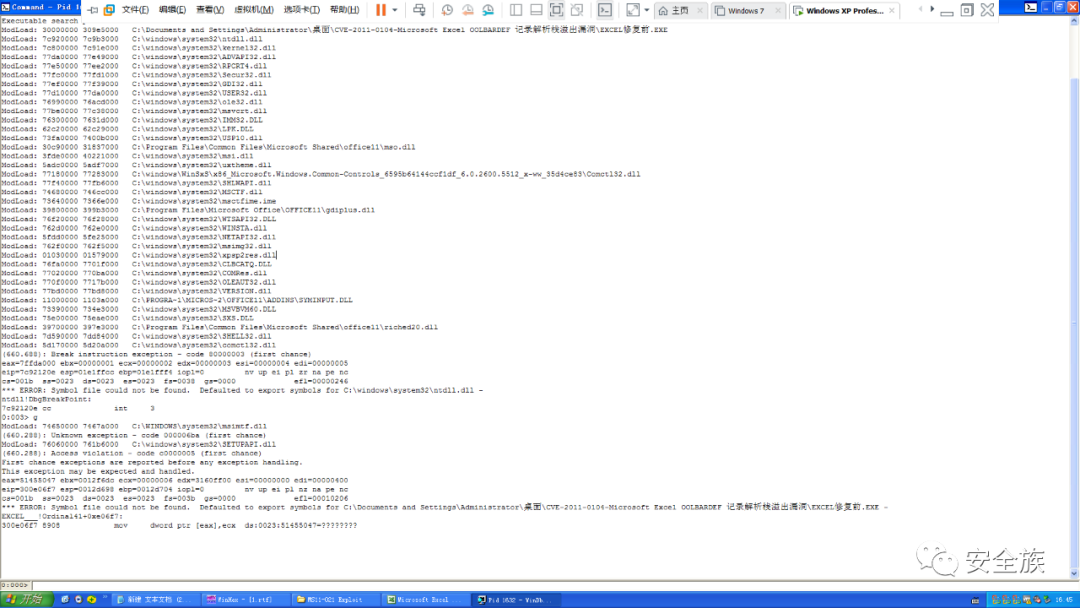 Command - Pid 1
文件(F) 编辑(E) 查看(V) 虚拟机(M) 选项卡(T) 帮助(H)
主页
Windows 7
Windows XP Profes...
Executable search
ModLoad: 30000000 309e5000 C:\Documents and Settings\Administrator\桌面\CVE-2011-0104-Microsoft Excel OOLBARDEF 记录解析栈溢出漏洞\EXCEL修复前.EXE
ModLoad: 7c920000 7c9b3000 C:\windows\system32\ntdll.dll
ModLoad: 7c800000 7c91e000 C:\windows\system32\kernel32.dll
ModLoad: 77da0000 77e49000 C:\windows\system32\ADVAPI32.dll
ModLoad: 77e50000 77ee2000 C:\windows\system32\RPCRT4.dll
ModLoad: 77fc0000 77fd1000 C:\windows\system32\Secur32.dll
ModLoad: 77ef0000 77f39000 C:\windows\system32\GDI32.dll
ModLoad: 77d10000 77da0000 C:\windows\system32\USER32.dll
ModLoad: 76990000 76acd000 C:\windows\system32\ole32.dll
ModLoad: 77be0000 77c38000 C:\windows\system32\msvcrt.dll
ModLoad: 76300000 7631d000 C:\windows\system32\IMM32.DLL
ModLoad: 62c20000 62c29000 C:\windows\system32\LPK.DLL
ModLoad: 73fa0000 7400b000 C:\windows\system32\USP10.dll
ModLoad: 30c90000 31837000 C:\Program Files\Common Files\Microsoft Shared\office11\mso.dll
ModLoad: 3fde0000 40221000 C:\windows\system32\msi.dll
ModLoad: 5adc0000 5adf7000 C:\windows\system32\uxtheme.dll
ModLoad: 77180000 77283000 C:\windows\WinSxS\x86_Microsoft.Windows.Common-Controls_6595b64144ccf1df_6.0.2600.5512_x-ww_35d4ce83\Comctl32.dll
ModLoad: 77f40000 77fb6000 C:\windows\system32\SHLWAPI.dll
ModLoad: 74680000 746cc000 C:\windows\system32\MSCTF.dll
ModLoad: 73640000 7366e000 C:\windows\system32\msctfime.ime
ModLoad: 39800000 399b3000 C:\Program Files\Microsoft Office\OFFICE11\gdiplus.dll
ModLoad: 76f20000 76f28000 C:\windows\system32\WTSAPI32.DLL
ModLoad: 762d0000 762e0000 C:\windows\system32\WINSTA.dll
ModLoad: 5fdd0000 5fe25000 C:\windows\system32\NETAPI32.dll
ModLoad: 762f0000 762f5000 C:\windows\system32\msimg32.dll
ModLoad: 01030000 01579000 C:\windows\system32\xpsp2res.dll
ModLoad: 76fa0000 7701f000 C:\windows\system32\CLBCATQ.DLL
ModLoad: 77020000 770ba000 C:\windows\system32\COMRes.dll
ModLoad: 770f0000 7717b000 C:\windows\system32\OLEAUT32.dll
ModLoad: 77bd0000 77bd8000 C:\windows\system32\VERSION.dll
ModLoad: 11000000 1103a000 C:\PROGRA~1\MICROS~2\OFFICE11\ADDINS\SYMINPUT.DLL
ModLoad: 73390000 734e3000 C:\windows\system32\MSVBVM60.DLL
ModLoad: 75e00000 75eae000 C:\windows\system32\SXS.DLL
ModLoad: 39700000 397e3000 C:\Program Files\Common Files\Microsoft Shared\office11\riched20.dll
ModLoad: 7d590000 7dd84000 C:\windows\system32\SHELL32.dll
ModLoad: 5d170000 5d20a000 C:\windows\system32\comctl32.dll
(660.688): Break instruction exception - code 80000003 (first chance)
eax=7ffda000 ebx=00000001 ecx=00000002 edx=00000003 esi=00000004 edi=00000005
eip=7c92120e esp=01e1ffcc ebp=01e1fff4 iopl=0 nv up ei pl zr na pe nc
cs=001b ss=0023 ds=0023 es=0023 fs=0038 gs=0000 efl=00000246
*** ERROR: Symbol file could not be found. Defaulted to export symbols for C:\windows\system32\ntdll.dll -
ntdll!DbgBreakPoint:
7c92120e cc int 3
0:003> g
ModLoad: 74650000 7467a000 C:\WINDOWS\system32\msimtf.dll
(660.288): Unknown exception - code 000006ba (first chance)
ModLoad: 76060000 761b6000 C:\windows\system32\SETUPAPI.dll
(660.288): Access violation - code c0000005 (first chance)
First chance exceptions are reported before any exception handling.
This exception may be expected and handled.
eax=51455047 ebx=0012f6dc ecx=00000006 edx=3160ff00 esi=00000000 edi=00000400
eip=300e06f7 esp=0012d698 ebp=0012d704 iopl=0 nv up ei pl nz na pe nc
cs=001b ss=0023 ds=0023 es=0023 fs=003b gs=0000 efl=00010206
*** ERROR: Symbol file could not be found. Defaulted to export symbols for C:\Documents and Settings\Administrator\桌面\CVE-2011-0104-Microsoft Excel OOLBARDEF 记录解析栈溢出漏洞\EXCEL修复前.EXE -
EXCEL___!Ordinal41+0xe06f7:
300e06f7 8908 mov dword ptr [eax],ecx ds:0023:51455047=????????
安全族
0:000>
开始
新建 文本文档 (2...
WinHex - [1.rtf]
MS11-021 Exploit
Microsoft Excel ...
Pid 1632 - WinDb...
16:45